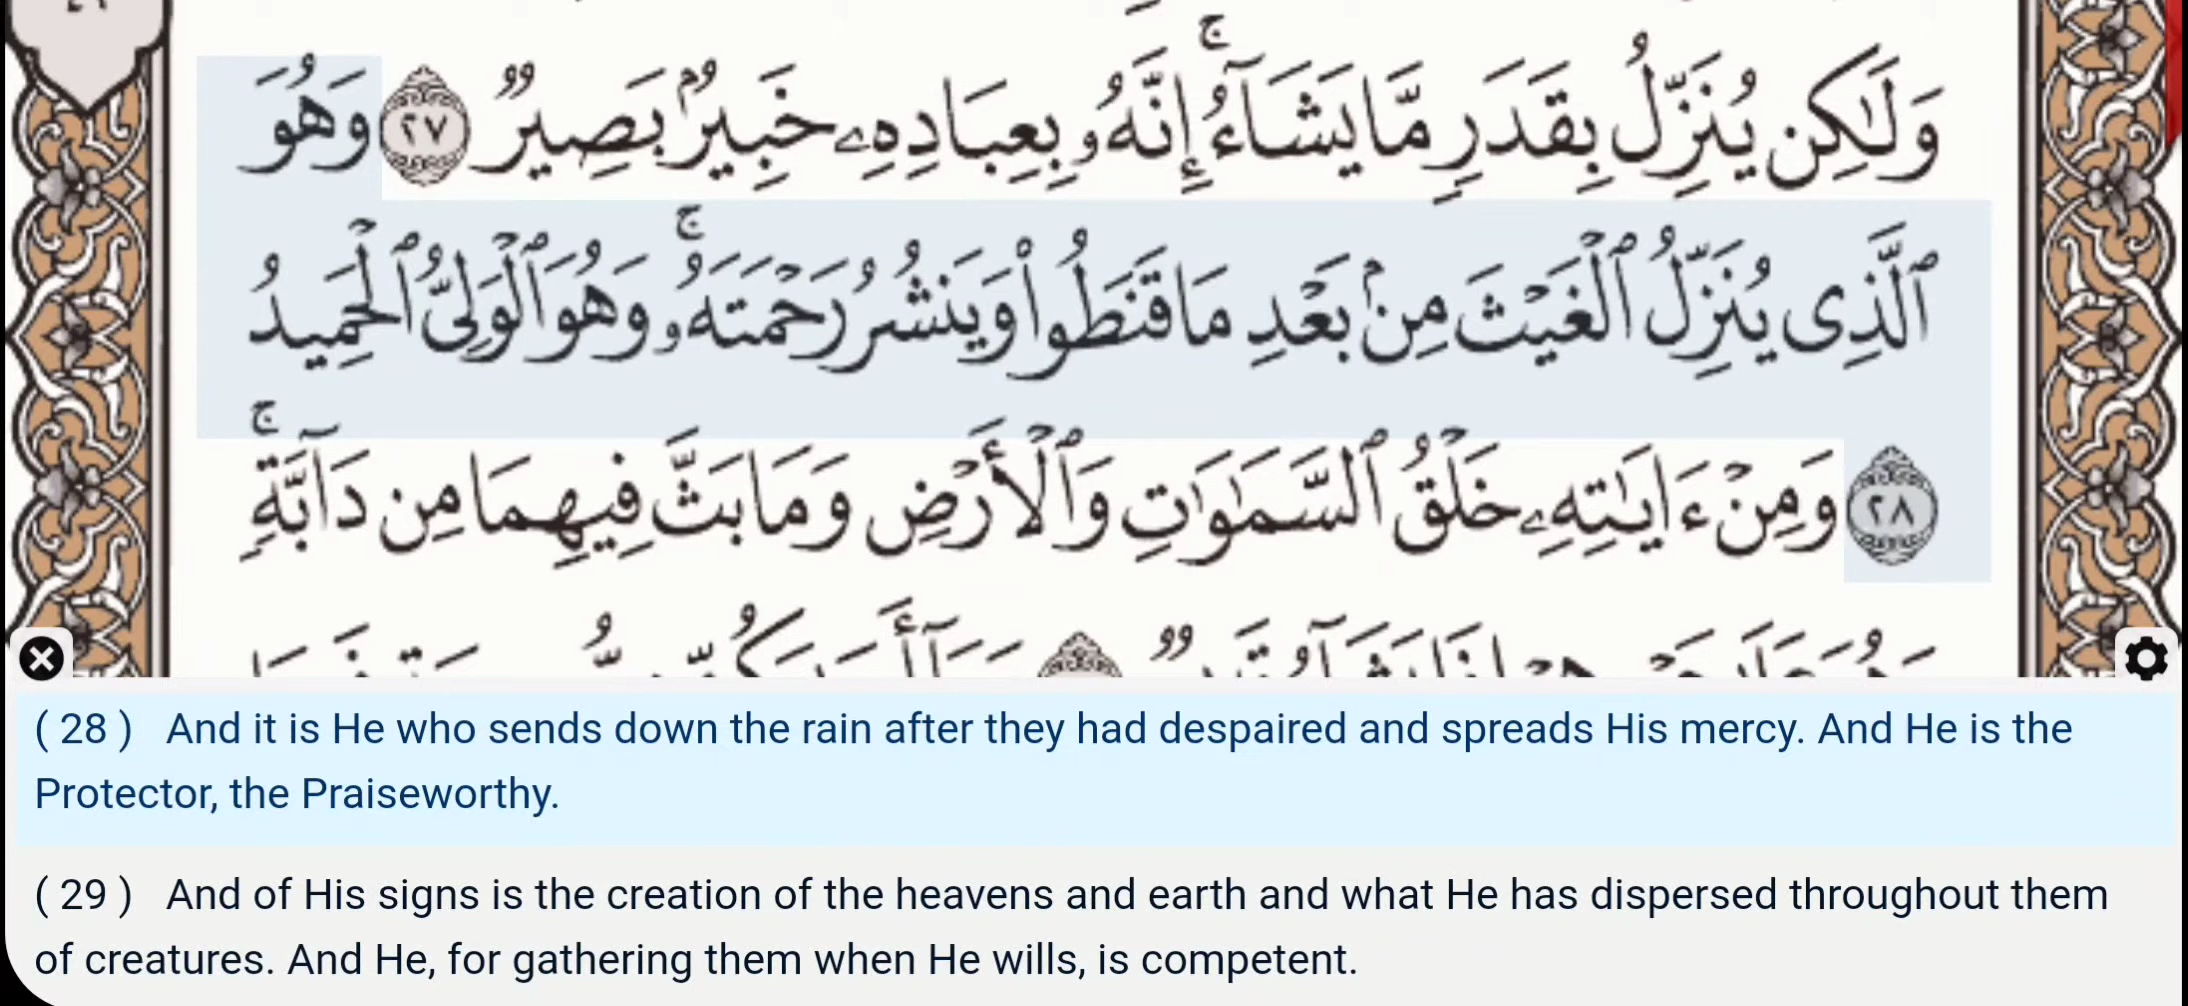 وَلَٰكِن يُنَزِّلُ بِقَدَرٍ مَّا يَشَآءُ ۚ إِنَّهُۥ بِعِبَادِهِۦ خَبِيرٌۢ بَصِيرٌ ٢٧ وَهُوَ
ٱلَّذِى يُنَزِّلُ ٱلْغَيْثَ مِنۢ بَعْدِ مَا قَنَطُوا۟ وَيَنشُرُ رَحْمَتَهُۥ ۚ وَهُوَ ٱلْوَلِىُّ ٱلْحَمِيدُ
٢٨ وَمِنْ ءَايَٰتِهِۦ خَلْقُ ٱلسَّمَٰوَٰتِ وَٱلْأَرْضِ وَمَا بَثَّ فِيهِمَا مِن دَآبَّةٍ ۚ
( 28 ) And it is He who sends down the rain after they had despaired and spreads His mercy. And He is the
Protector, the Praiseworthy.
( 29 ) And of His signs is the creation of the heavens and earth and what He has dispersed throughout them
of creatures. And He, for gathering them when He wills, is competent.